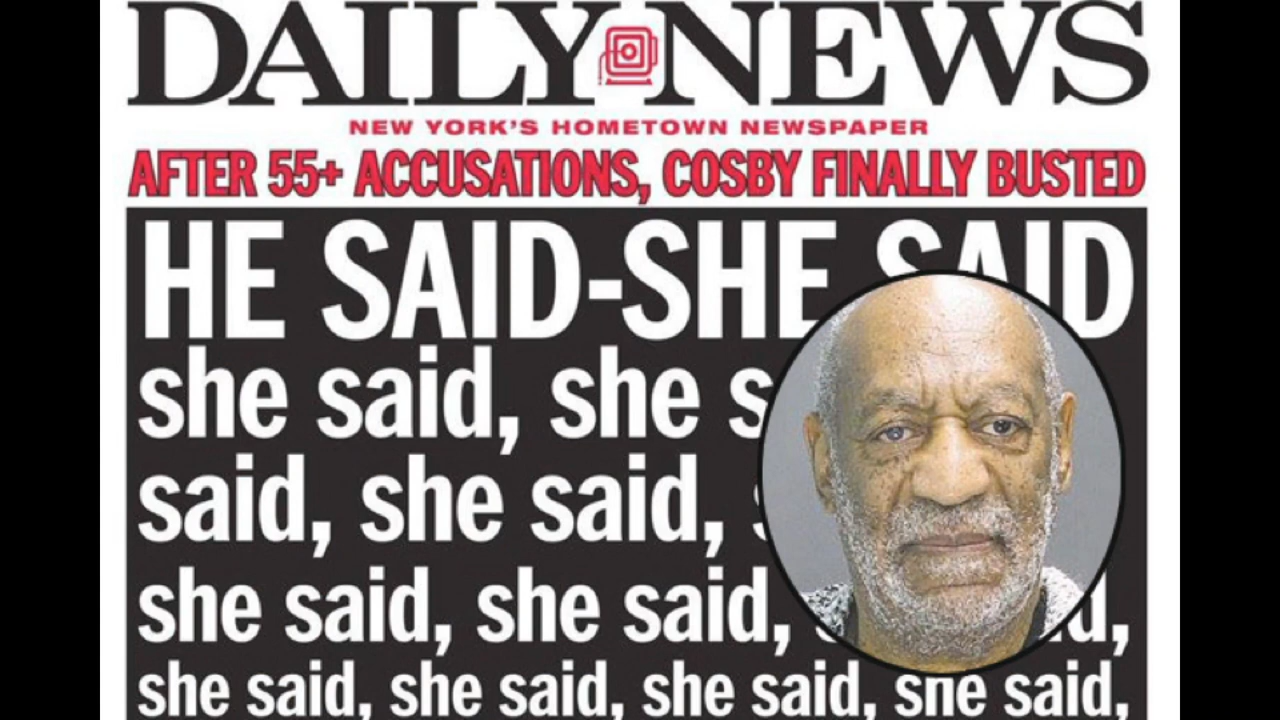 DAILY NEWS
NEW YORK'S HOMETOWN NEWSPAPER
AFTER 55+ ACCUSATIONS, COSBY FINALLY BUSTED
HE SAID-SHE SAID
she said, she
said, she said,
she said, she said,
she said, she said, she said, she said,